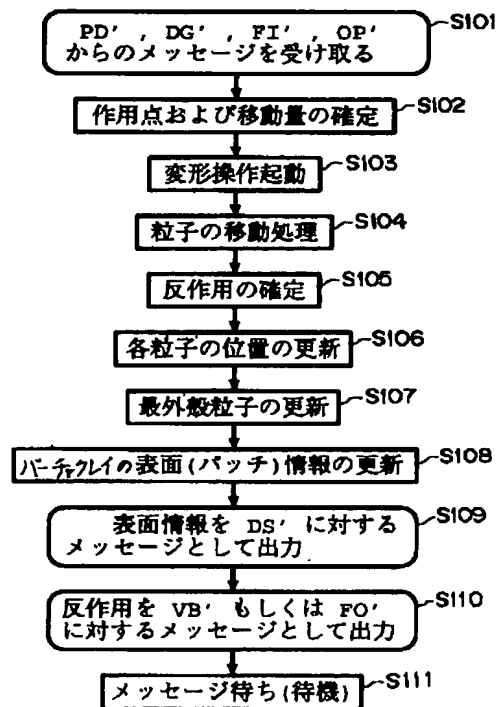 PD' , DG' , FI' , OP'
からのメッセージを受け取る
S101
作用点および移動量の確定
S102
変形操作起動
S103
粒子の移動処理
S104
反作用の確定
S105
各粒子の位置の更新
S106
最外殻粒子の更新
S107
バーチャクレイの表面(パッチ)情報の更新
S108
表面情報を DS' に対する
メッセージとして出力
S109
反作用を VB' もしくは FO'
に対するメッセージとして出力
S110
メッセージ待ち(待機)
S111